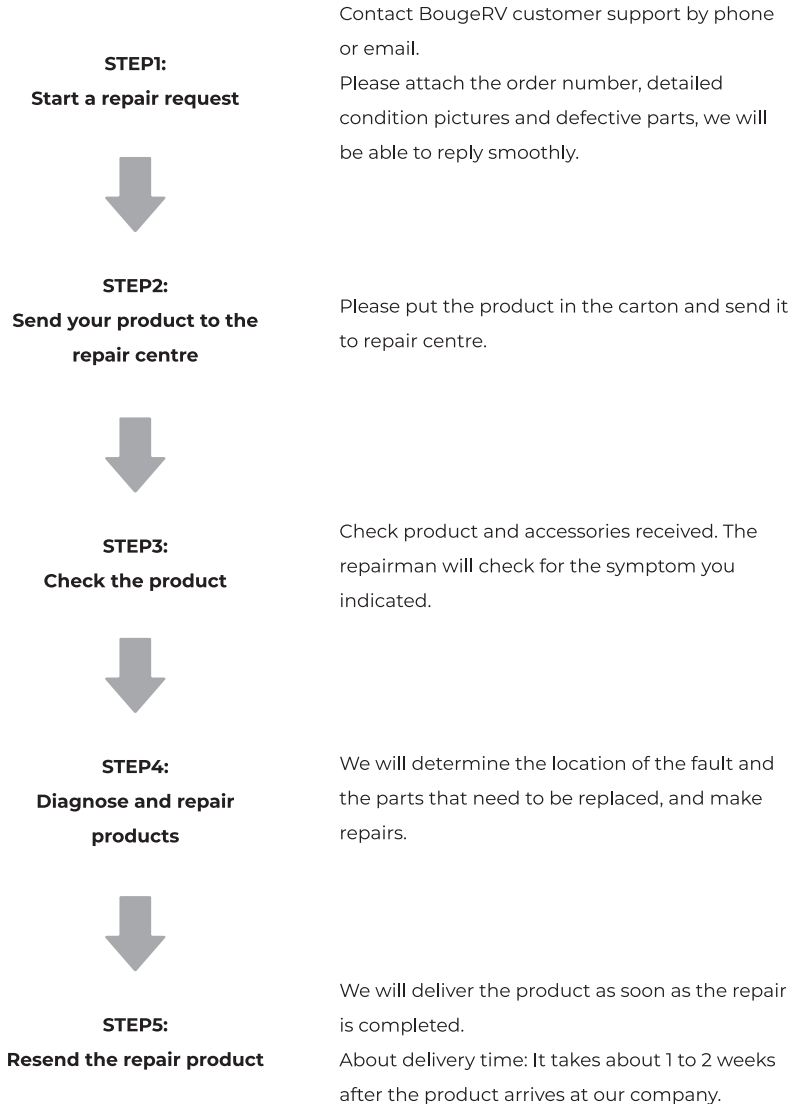 STEP1:
Start a repair request
Contact BougeRV customer support by phone
or email.
Please attach the order number, detailed
condition pictures and defective parts, we will
be able to reply smoothly.
STEP2:
Send your product to the
repair centre
Please put the product in the carton and send it
to repair centre.
STEP3:
Check the product
Check product and accessories received. The
repairman will check for the symptom you
indicated.
STEP4:
Diagnose and repair
products
We will determine the location of the fault and
the parts that need to be replaced, and make
repairs.
STEP5:
Resend the repair product
We will deliver the product as soon as the repair
is completed.
About delivery time: It takes about 1 to 2 weeks
after the product arrives at our company.